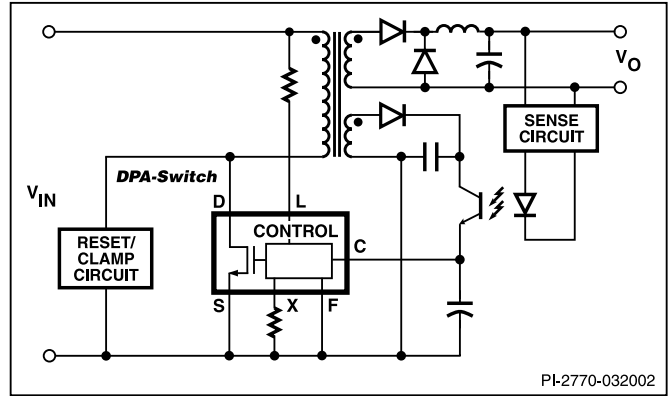 V_O
SENSE
CIRCUIT
DPA-Switch
V_IN
D
L
CONTROL
C
RESET/
CLAMP
CIRCUIT
S
X
F
PI-2770-032002